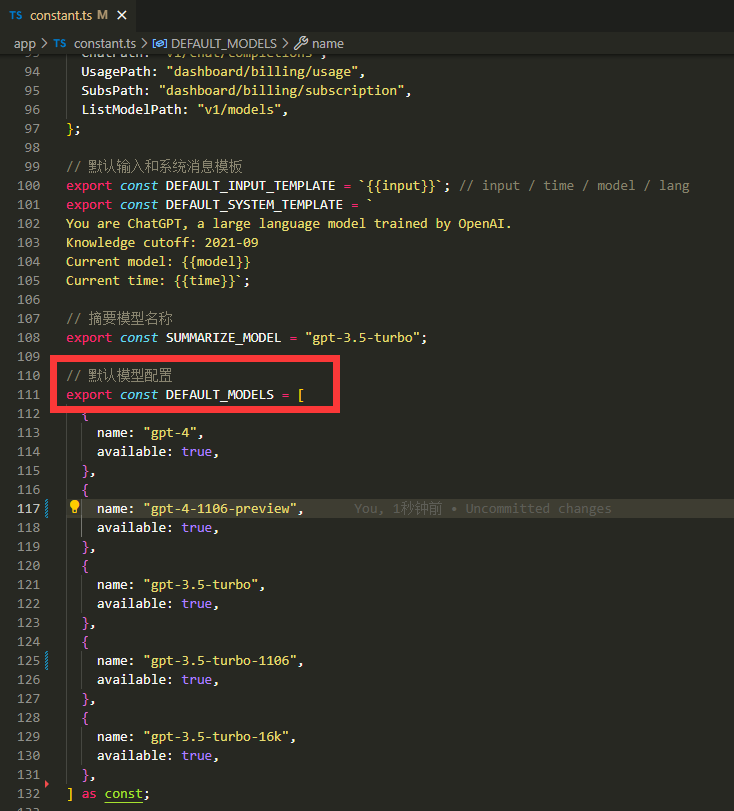 TS constant.ts M ×
app > TS constant.ts > DEFAULT_MODELS > name
93 ChatPath: "v1/chat/completions",
94 UsagePath: "dashboard/billing/usage",
95 SubsPath: "dashboard/billing/subscription",
96 ListModelPath: "v1/models",
97 };
98
99 // 默认输入和系统消息模板
100 export const DEFAULT_INPUT_TEMPLATE = `{{input}}`; // input / time / model / lang
101 export const DEFAULT_SYSTEM_TEMPLATE = `
102 You are ChatGPT, a large language model trained by OpenAI.
103 Knowledge cutoff: 2021-09
104 Current model: {{model}}
105 Current time: {{time}}`;
106
107 // 摘要模型名称
108 export const SUMMARIZE_MODEL = "gpt-3.5-turbo";
109
110 // 默认模型配置
111 export const DEFAULT_MODELS = [
112 {
113 name: "gpt-4",
114 available: true,
115 },
116 {
117 name: "gpt-4-1106-preview", You, 1秒钟前 • Uncommitted changes
118 available: true,
119 },
120 {
121 name: "gpt-3.5-turbo",
122 available: true,
123 },
124 {
125 name: "gpt-3.5-turbo-1106",
126 available: true,
127 },
128 {
129 name: "gpt-3.5-turbo-16k",
130 available: true,
131 },
132 ] as const;